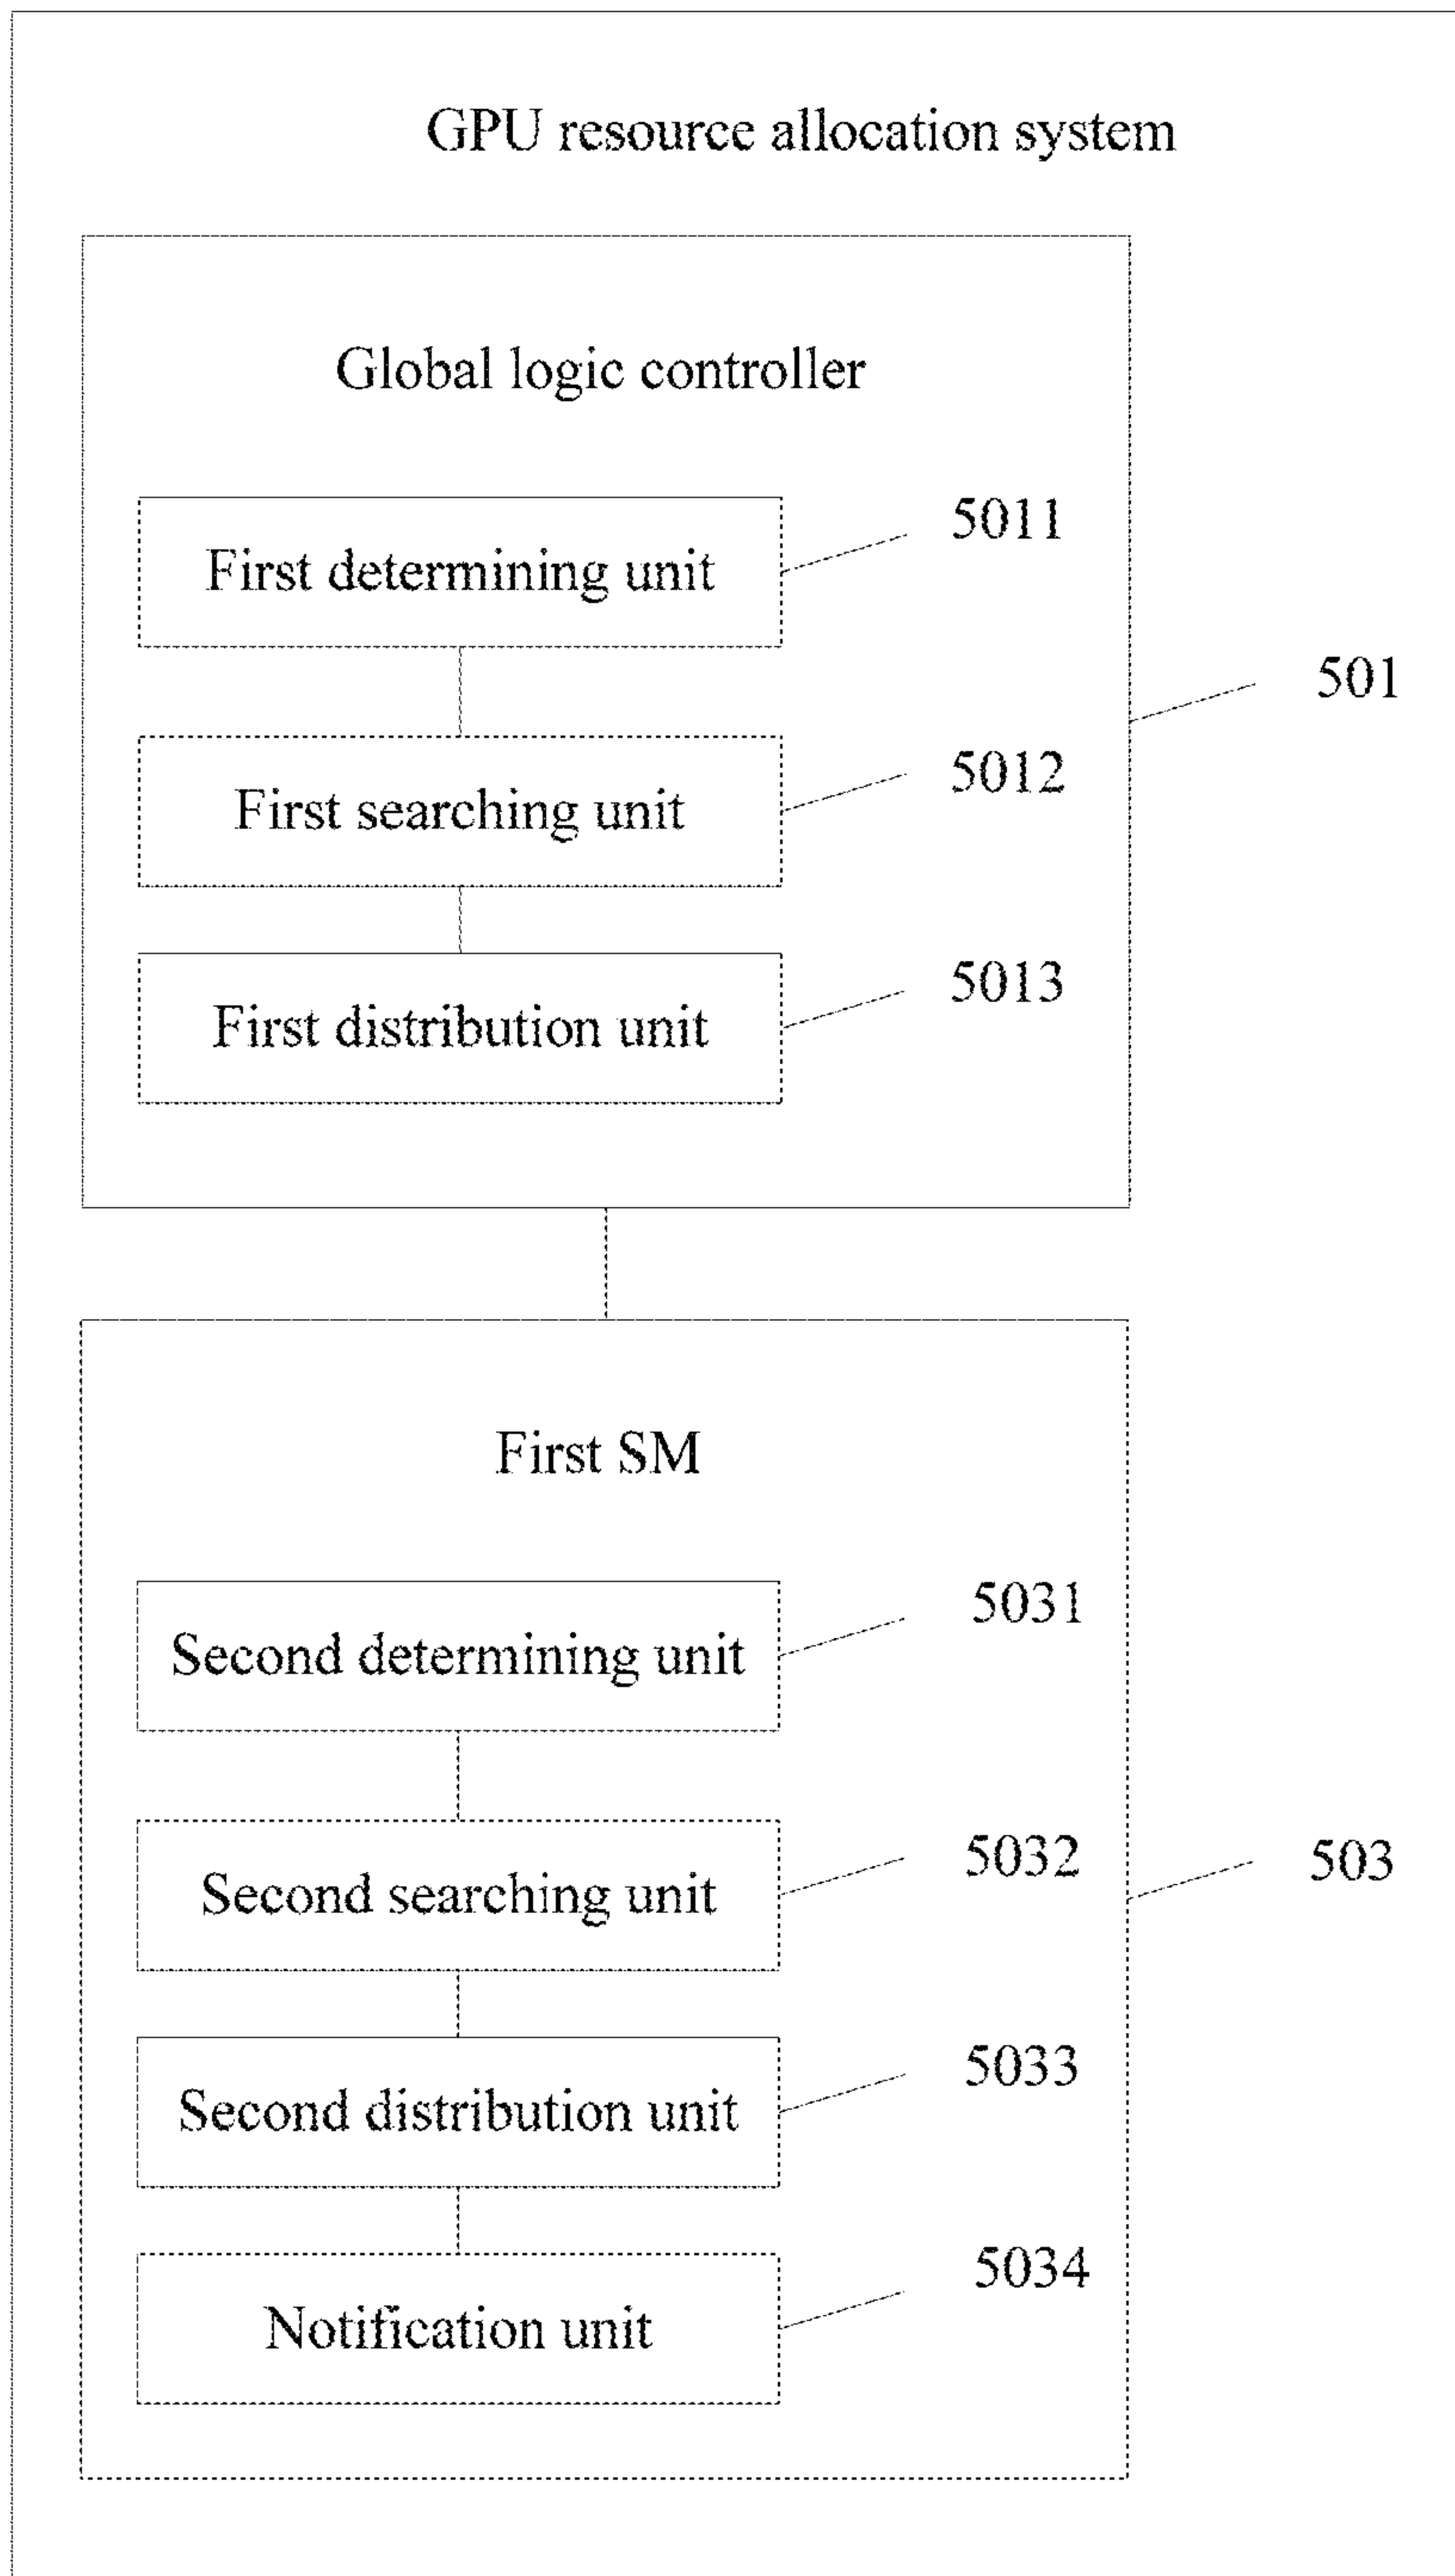 GPU resource allocation system
Global logic controller
First determining unit
5011
501
First searching unit
5012
First distribution unit
5013
First SM
Second determining unit
5031
Second searching unit
5032
503
Second distribution unit
5033
Notification unit
5034